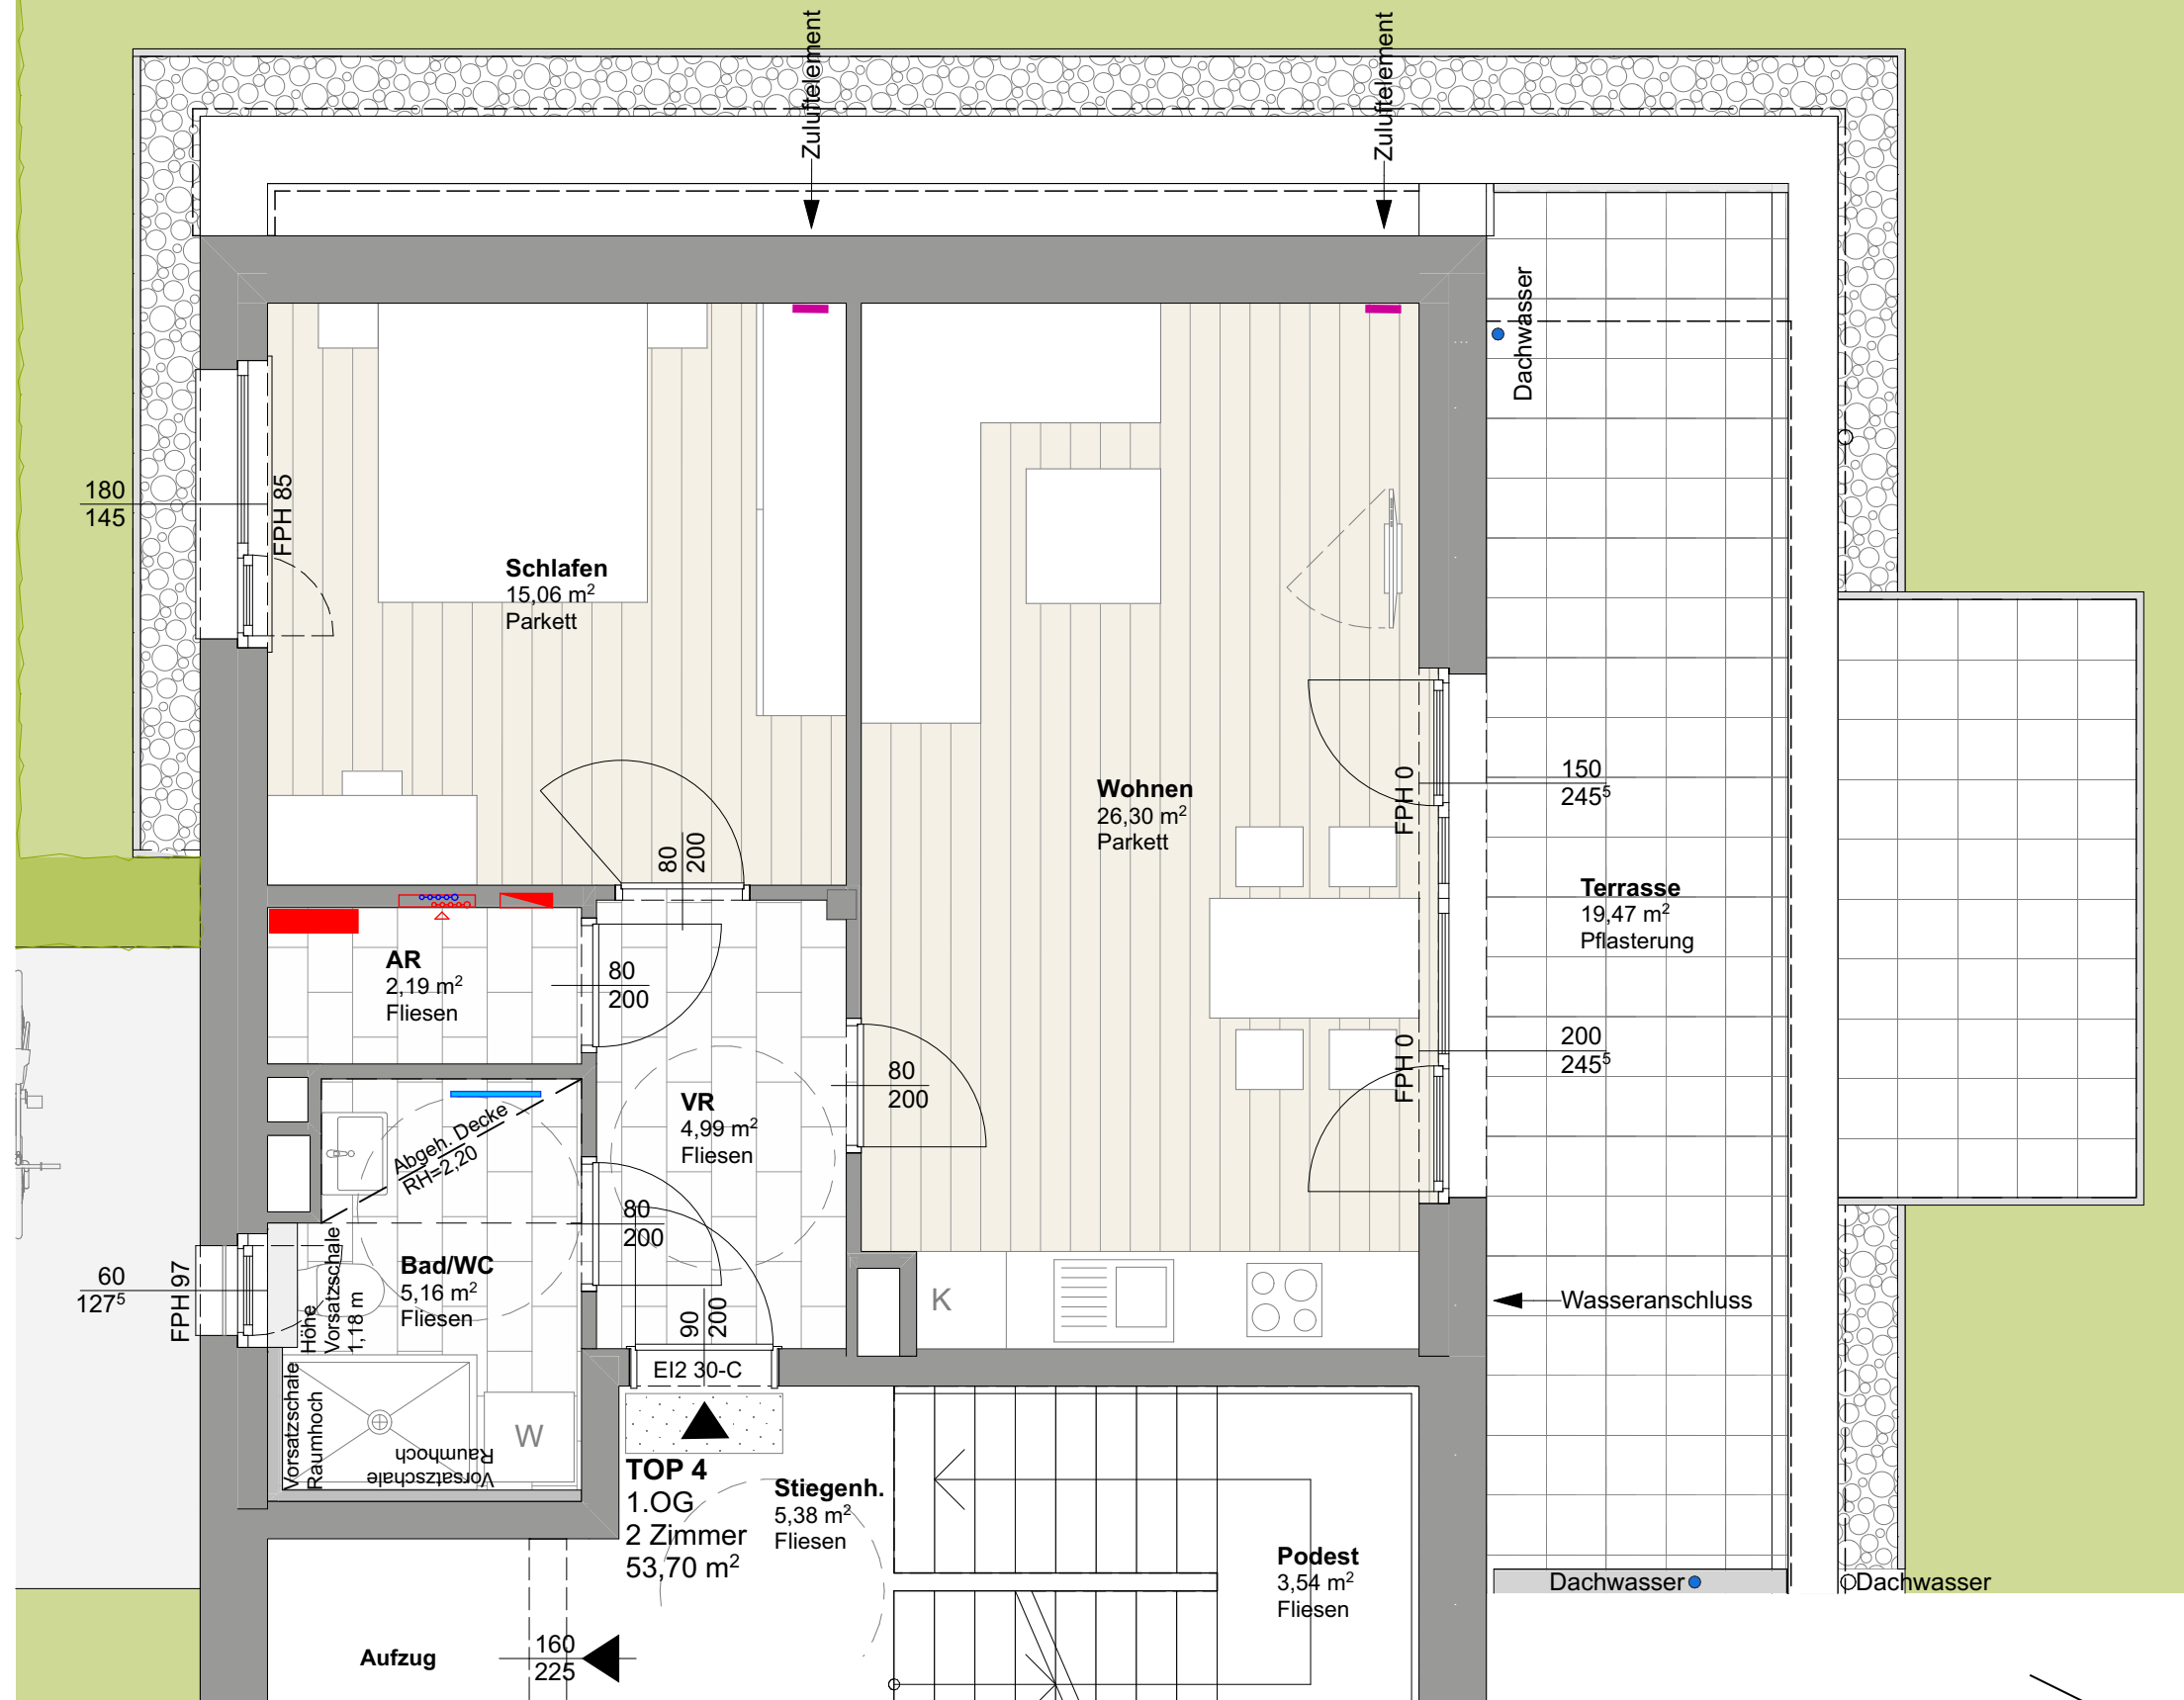 Zuluftelement
Zuluftelement
Dachwasser
180
145
FPH 85
Schlafen
15,06 m²
Parkett
Wohnen
26,30 m²
Parkett
FPH 0
150
245⁵
Terrasse
19,47 m²
Pflasterung
80
200
AR
2,19 m²
Fliesen
80
200
FPH 0
200
245⁵
80
200
VR
4,99 m²
Fliesen
Abgeh. Decke
RH=2,20
80
200
Bad/WC
5,16 m²
Fliesen
60
127⁵
FPH 97
Höhe
Vorsatzschale
1,18 m
90
200
K
Wasseranschluss
EI2 30-C
Vorsatzschale
Raumhoch
Vorsatzschale
Raumhoch
W
TOP 4
1.OG
2 Zimmer
53,70 m²
Stiegenh.
5,38 m²
Fliesen
Podest
3,54 m²
Fliesen
Dachwasser
Dachwasser
Aufzug
160
225